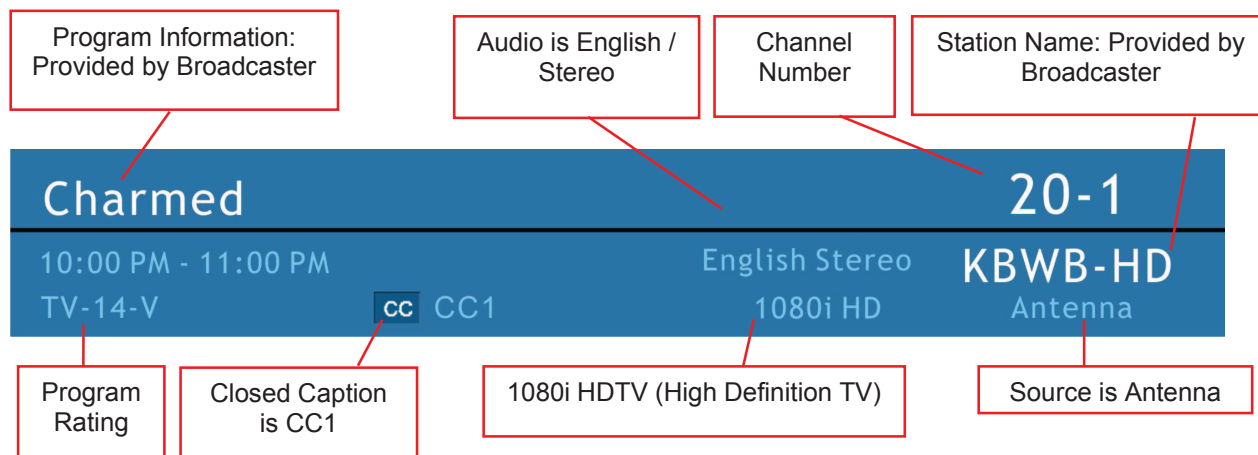 Program Information:
Provided by Broadcaster
Audio is English /
Stereo
Channel
Number
Station Name: Provided by
Broadcaster
Charmed
20-1
10:00 PM - 11:00 PM
English Stereo
KBWB-HD
TV-14-V
CC CC1
1080i HD
Antenna
Program
Rating
Closed Caption
is CC1
1080i HDTV (High Definition TV)
Source is Antenna